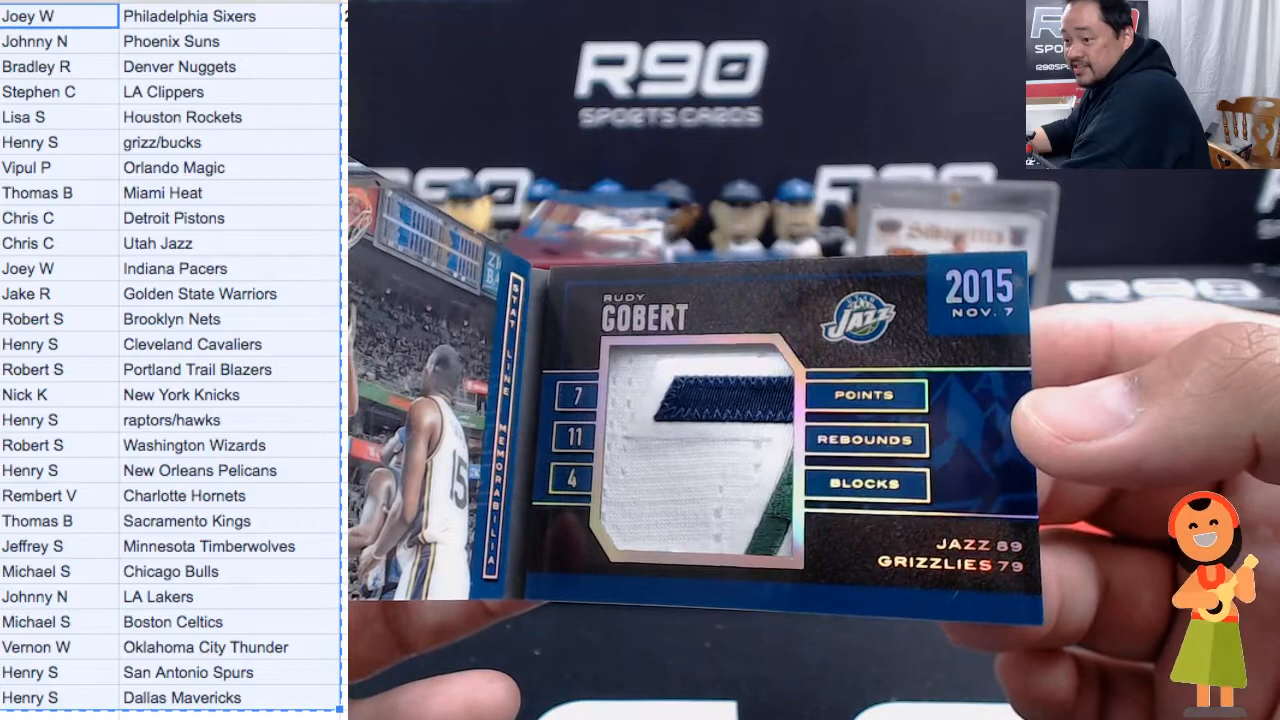 Joey W Philadelphia Sixers
Johnny N Phoenix Suns
Bradley R Denver Nuggets
Stephen C LA Clippers
Lisa S Houston Rockets
Henry S grizz/bucks
Vipul P Orlando Magic
Thomas B Miami Heat
Chris C Detroit Pistons
Chris C Utah Jazz
Joey W Indiana Pacers
Jake R Golden State Warriors
Robert S Brooklyn Nets
Henry S Cleveland Cavaliers
Robert S Portland Trail Blazers
Nick K New York Knicks
Henry S raptors/hawks
Robert S Washington Wizards
Henry S New Orleans Pelicans
Rembert V Charlotte Hornets
Thomas B Sacramento Kings
Jeffrey S Minnesota Timberwolves
Michael S Chicago Bulls
Johnny N LA Lakers
Michael S Boston Celtics
Vernon W Oklahoma City Thunder
Henry S San Antonio Spurs
Henry S Dallas Mavericks
R90
SPORTS CARDS
STAT LINE MEMORABILIA
15
RUDY
GOBERT
JAZZ
2015
NOV. 7
7 POINTS
11 REBOUNDS
4 BLOCKS
JAZZ 89
GRIZZLIES 79